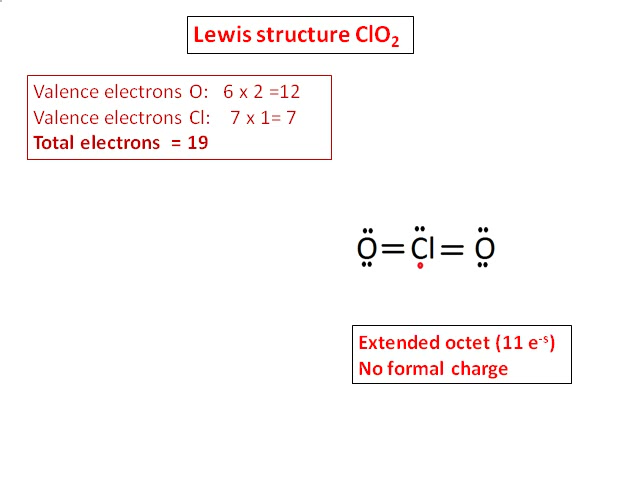 Lewis structure ClO₂
Valence electrons O: 6 x 2 =12
Valence electrons Cl: 7 x 1= 7
Total electrons = 19
O = Cl = O
Extended octet (11 e⁻ˢ)
No formal charge